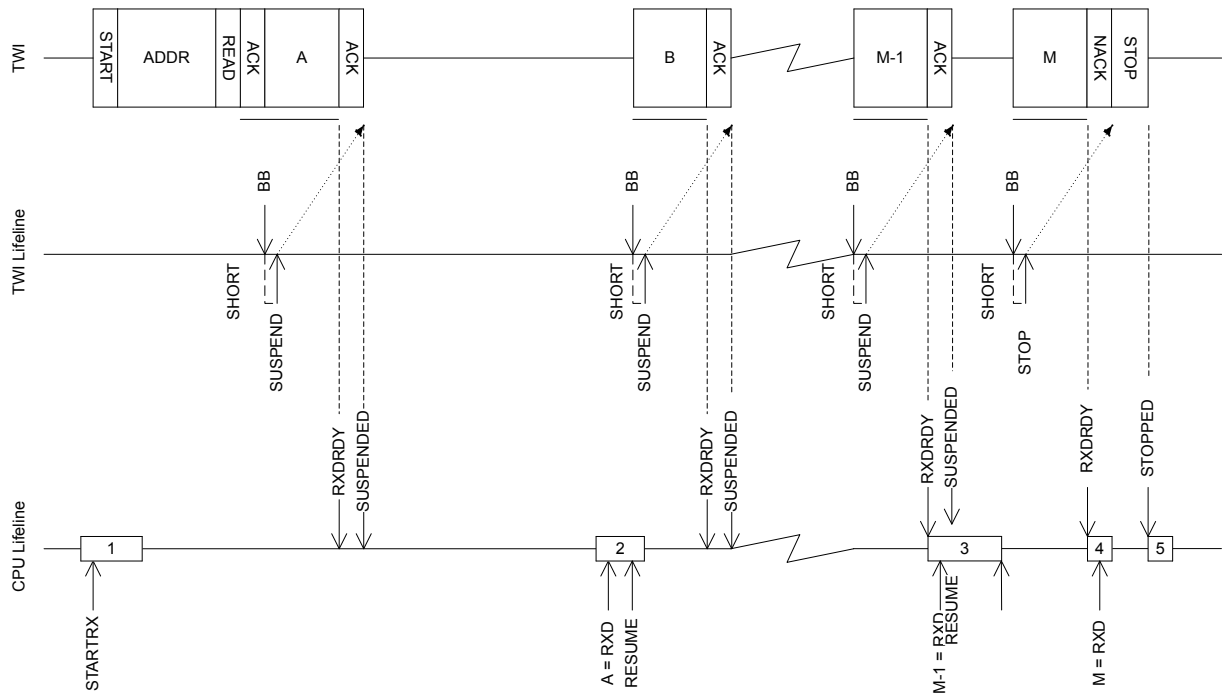 TWI
START
ADDR
READ
ACK
A
ACK
B
ACK
M-1
ACK
M
NACK
STOP
TWI Lifeline
BB
SHORT
SUSPEND
BB
SHORT
SUSPEND
BB
SHORT
SUSPEND
BB
SHORT
STOP
RXDRDY
SUSPENDED
RXDRDY
SUSPENDED
RXDRDY
SUSPENDED
RXDRDY
STOPPED
CPU Lifeline
1
2
3
4
5
STARTRX
A = RXD
RESUME
M-1 = RXD
RESUME
M = RXD